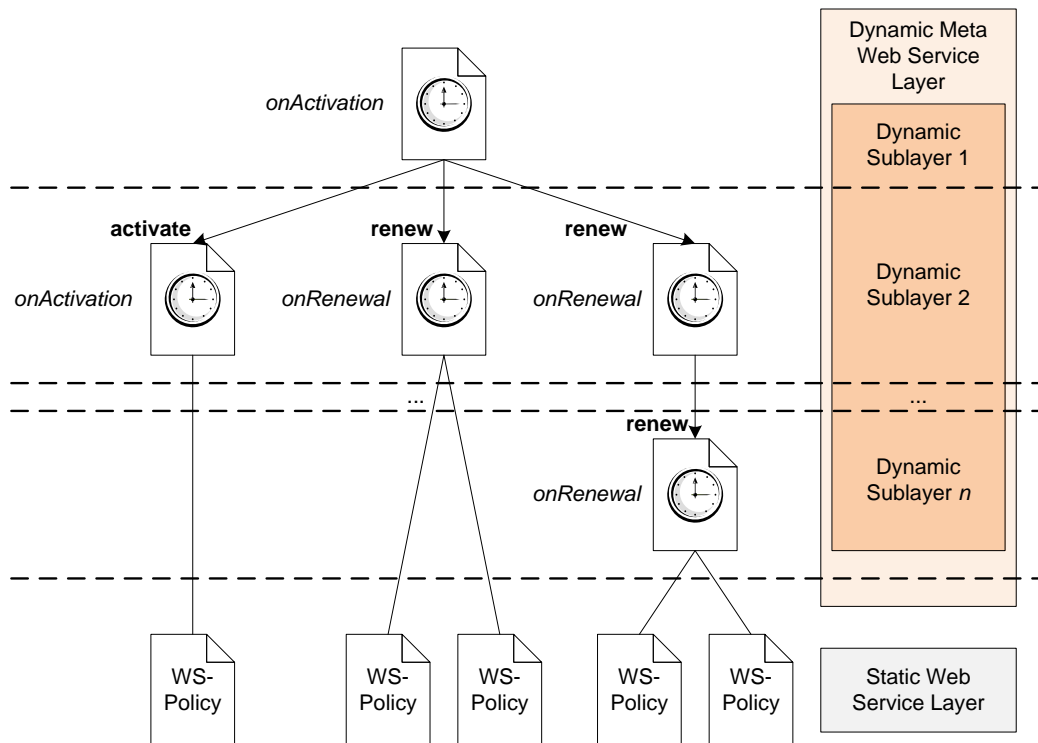 Dynamic Meta
Web Service
Layer
onActivation
Dynamic
Sublayer 1
activate
renew
renew
onActivation
onRenewal
onRenewal
Dynamic
Sublayer 2
...
...
renew
onRenewal
Dynamic
Sublayer n
WS-
Policy
WS-
Policy
WS-
Policy
WS-
Policy
WS-
Policy
Static Web
Service Layer